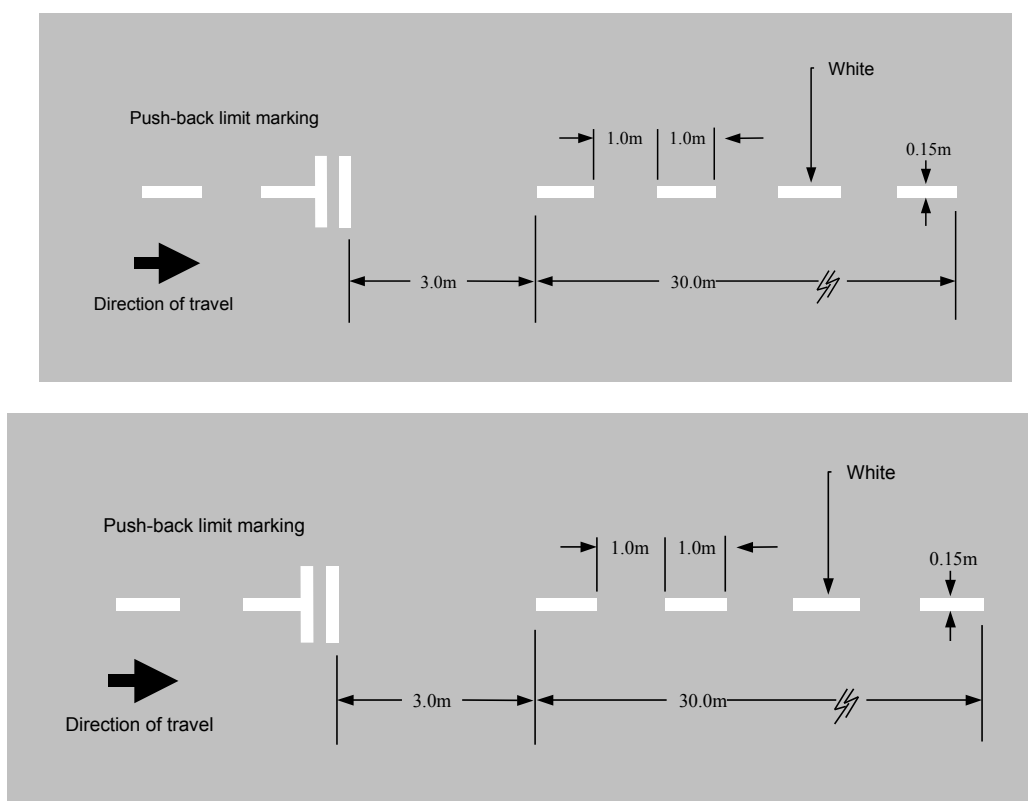 White
Push-back limit marking
1.0m 1.0m
0.15m
3.0m 30.0m
Direction of travel
White
Push-back limit marking
1.0m 1.0m
0.15m
3.0m 30.0m
Direction of travel